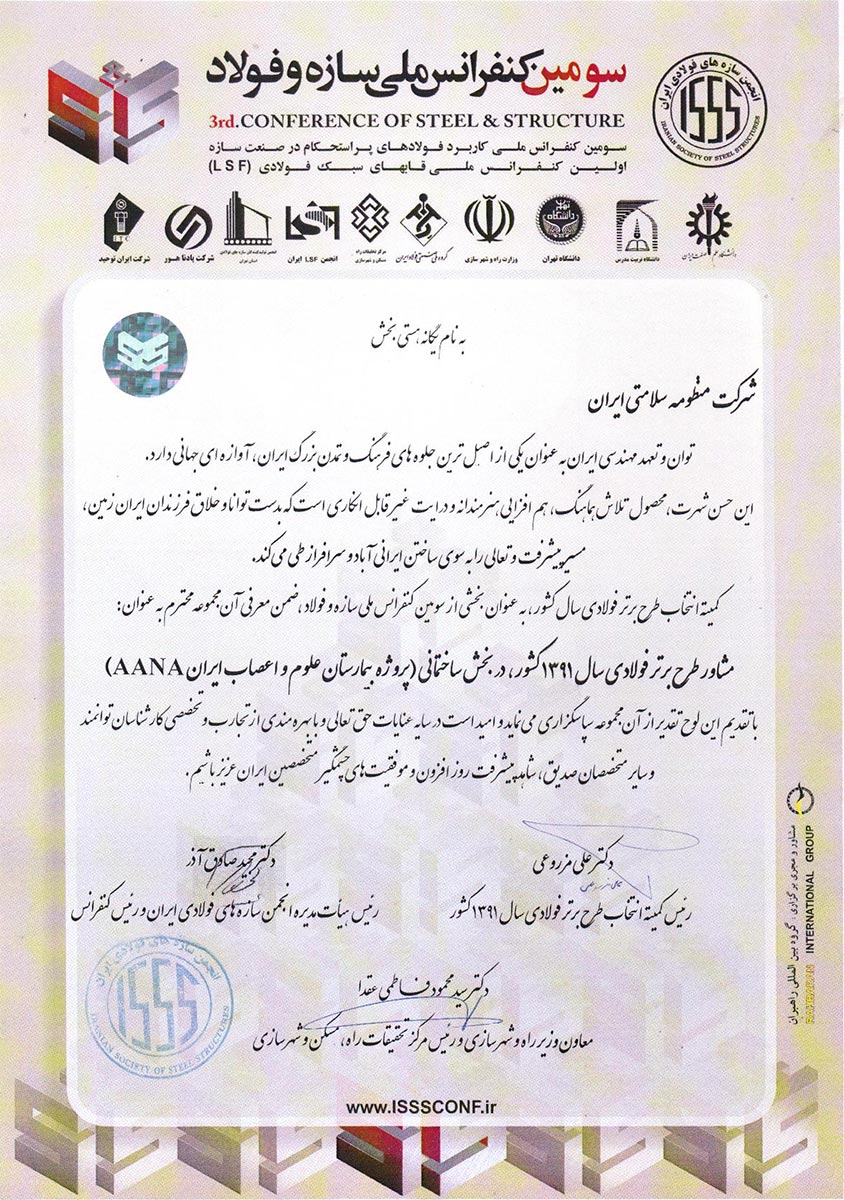 سومین کنفرانس ملی سازه و فولاد
3rd.CONFERENCE OF STEEL & STRUCTURE
سومین کنفرانس ملی کاربرد فولادهای پراستحکام در صنعت سازه
اولین کنفرانس ملی قابهای سبک فولادی (LSF)
انجمن سازه های فولادی ایران
ISSS
IRANIAN SOCIETY OF STEEL STRUCTURES
دانشگاه علم و صنعت ایران
دانشگاه تربیت مدرس
دانشگاه تهران
وزارت راه و شهرسازی
گروه ملی صنعتی فولاد ایران
مرکز تحقیقات راه
مسکن و شهرسازی
انجمن LSF ایران
انجمن تولیدکنندگان سازه های فولادی
استان تهران
شرکت پادنا هور
شرکت ایران توحید
ITC
به نام یگانه هستی بخش
شرکت منظومه سلامتی ایران
توان و تعهد مهندسی ایران به عنوان یکی از اصیل ترین جلوه های فرهنگ و تمدن بزرگ ایران، آوازه ای جهانی دارد.
این حسن شهرت، محصول تلاش هماهنگ، هم افزایی هنرمندانه و درایت غیر قابل انکاری است که بدست توانا و خلاق فرزندان ایران زمین،
مسیر پیشرفت و تعالی را به سوی ساختن ایرانی آباد و سرافراز طی می کند.
کمیته انتخاب طرح برتر فولادی سال کشور، به عنوان بخشی از سومین کنفرانس ملی سازه و فولاد، ضمن معرفی آن مجموعه محترم به عنوان:
مشاور طرح برتر فولادی سال ۱۳۹۱ کشور، در بخش ساختمانی (پروژه بیمارستان علوم و اعصاب ایران AANA)
با تقدیم این لوح تقدیر از آن مجموعه سپاسگزاری می نماید و امید است در سایه عنایات حق تعالی و با بهره مندی از تجارب و تخصصی کارشناسان توانمند
و سایر متخصصان صدیق، شاهد پیشرفت روز افزون و موفقیت های چشمگیر متخصصین ایران عزیز باشیم.
دکتر علی مزروعی
رئیس کمیته انتخاب طرح برتر فولادی سال ۱۳۹۱ کشور
دکتر مجید صادق آذر
رئیس هیأت مدیره انجمن سازه های فولادی ایران و رئیس کنفرانس
دکتر سید محمود فاطمی عقدا
معاون وزیر راه و شهرسازی و رئیس مرکز تحقیقات راه، مسکن و شهرسازی
انجمن سازه های فولادی ایران
ISSS
IRANIAN SOCIETY OF STEEL STRUCTURES
www.ISSSCONF.ir
مشاور و مجری برگزاری: گروه بین المللی راهبران
RAHBARAN INTERNATIONAL GROUP